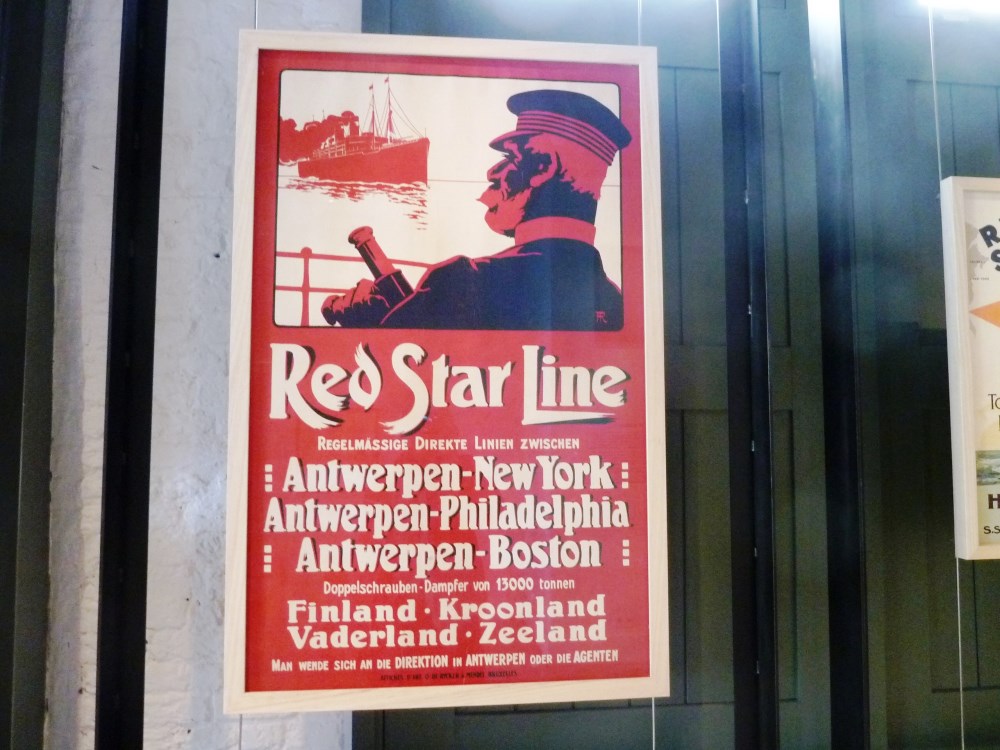 Red Star Line
REGELMÄSSIGE DIREKTE LINIEN ZWISCHEN
Antwerpen-New York
Antwerpen-Philadelphia
Antwerpen-Boston
Doppelschrauben-Dampfer von 13000 tonnen
Finland · Kroonland
Vaderland · Zeeland
MAN WENDE SICH AN DIE DIREKTION IN ANTWERPEN ODER DIE AGENTEN
R
S
To
H
S.S